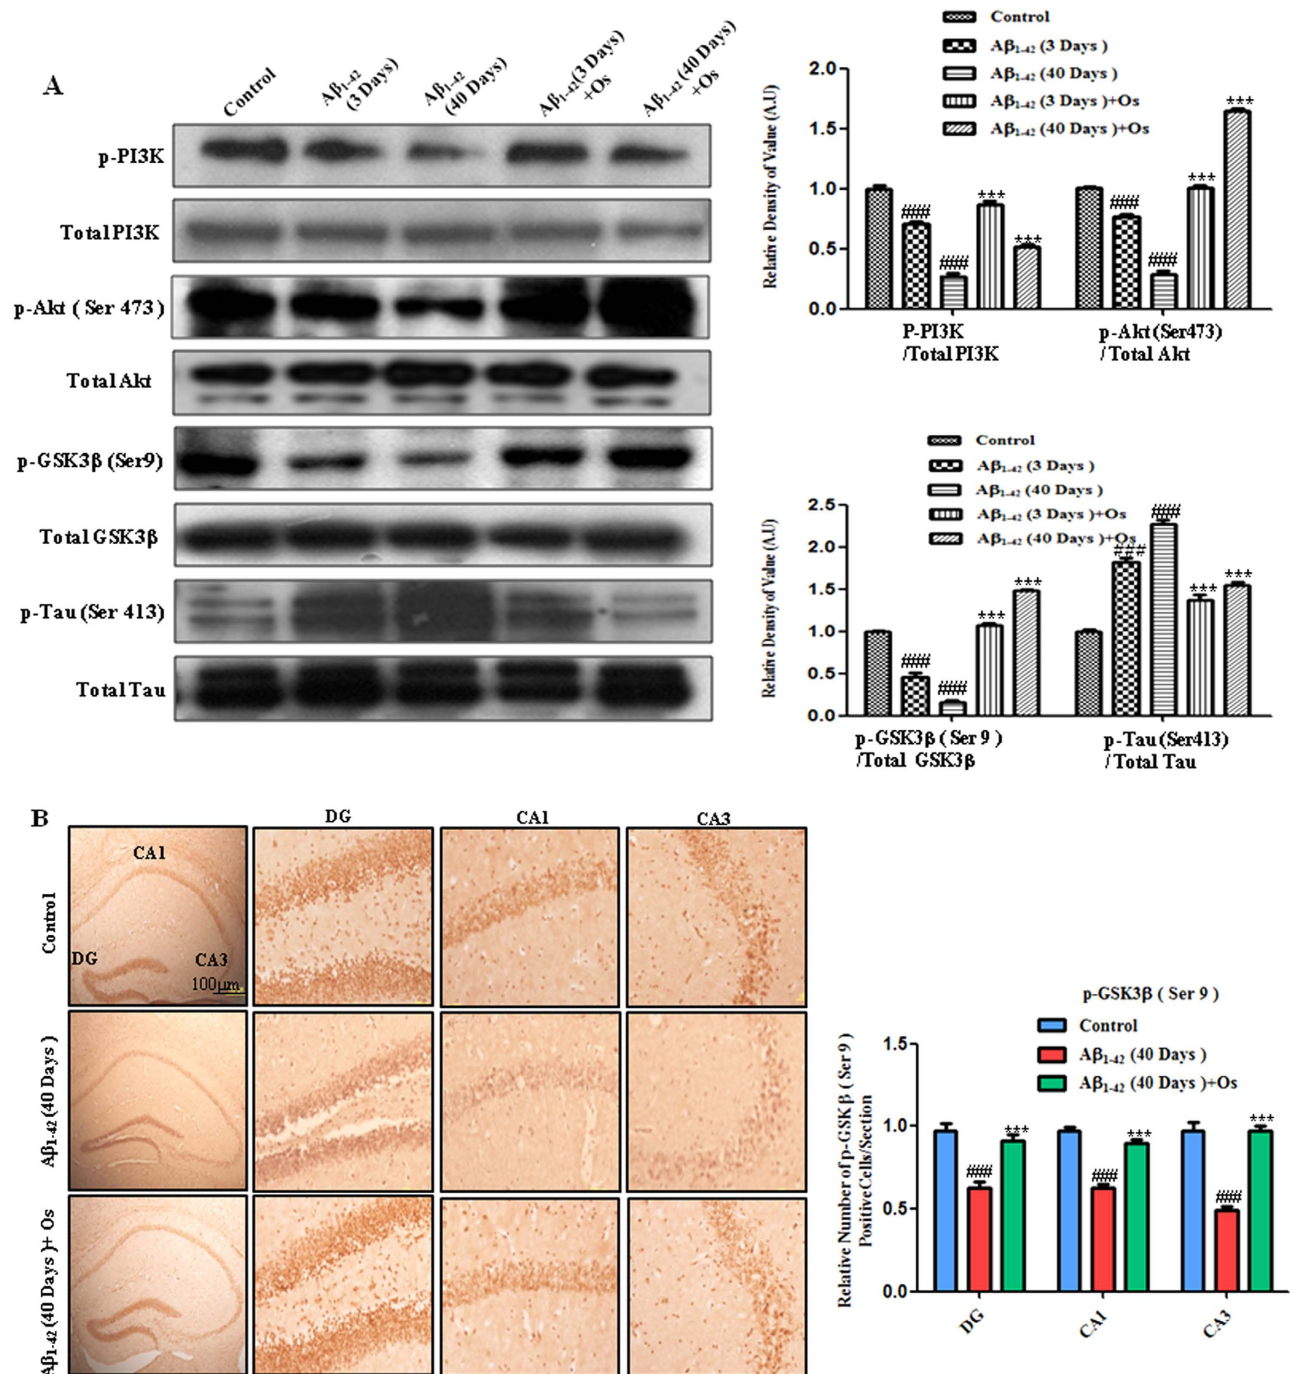 A
Control
Aβ1-42
(3 Days)
Aβ1-42
(40 Days)
Aβ1-42(3 Days)
+Os
Aβ1-42 (40 Days)
+Os
p-PI3K
Total PI3K
p-Akt ( Ser 473 )
Total Akt
p-GSK3β (Ser9)
Total GSK3β
p-Tau (Ser 413)
Total Tau
Control
Aβ1-42 (3 Days )
Aβ1-42 (40 Days )
Aβ1-42 (3 Days )+Os
Aβ1-42 (40 Days )+Os
Relative Density of Value (A.U)
2.0
1.5
1.0
0.5
0.0
###
###
***
***
###
###
***
***
P-PI3K
/Total PI3K
p-Akt (Ser473)
/ Total Akt
Control
Aβ1-42 (3 Days )
Aβ1-42 (40 Days )
Aβ1-42 (3 Days )+Os
Aβ1-42 (40 Days )+Os
Relative Density of Value (A.U)
2.5
2.0
1.5
1.0
0.5
0.0
###
###
***
***
###
###
***
***
p-GSK3β ( Ser 9 )
/Total GSK3β
p-Tau (Ser413)
/ Total Tau
B
DG
CA1
CA3
Control
CA1
DG
CA3
100µm
Aβ1-42 (40 Days )
Aβ1-42 (40 Days )+ Os
p-GSK3β ( Ser 9 )
Control
Aβ1-42 (40 Days )
Aβ1-42 (40 Days )+Os
Relative Number of p-GSK β ( Ser 9 )
Positive Cells/Section
1.5
1.0
0.5
0.0
###
***
###
***
###
***
DG
CA1
CA3